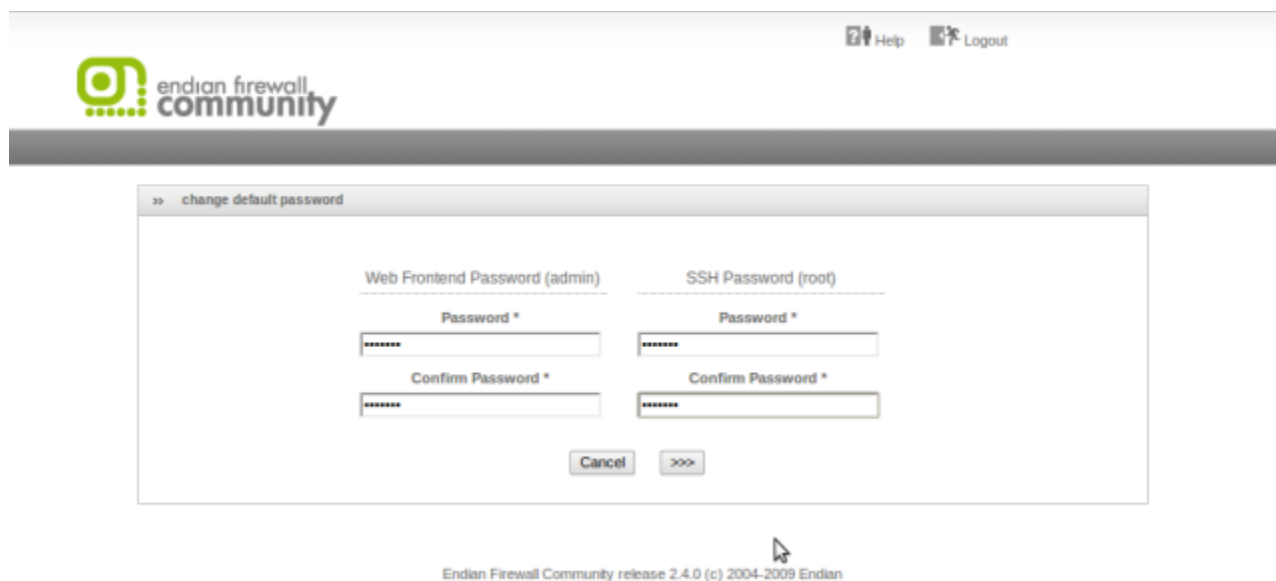 Help Logout
endian firewall
community
>> change default password
Web Frontend Password (admin) SSH Password (root)
Password * Password *
••••••• •••••••
Confirm Password * Confirm Password *
••••••• •••••••
Cancel >>>
Endian Firewall Community release 2.4.0 (c) 2004-2009 Endian